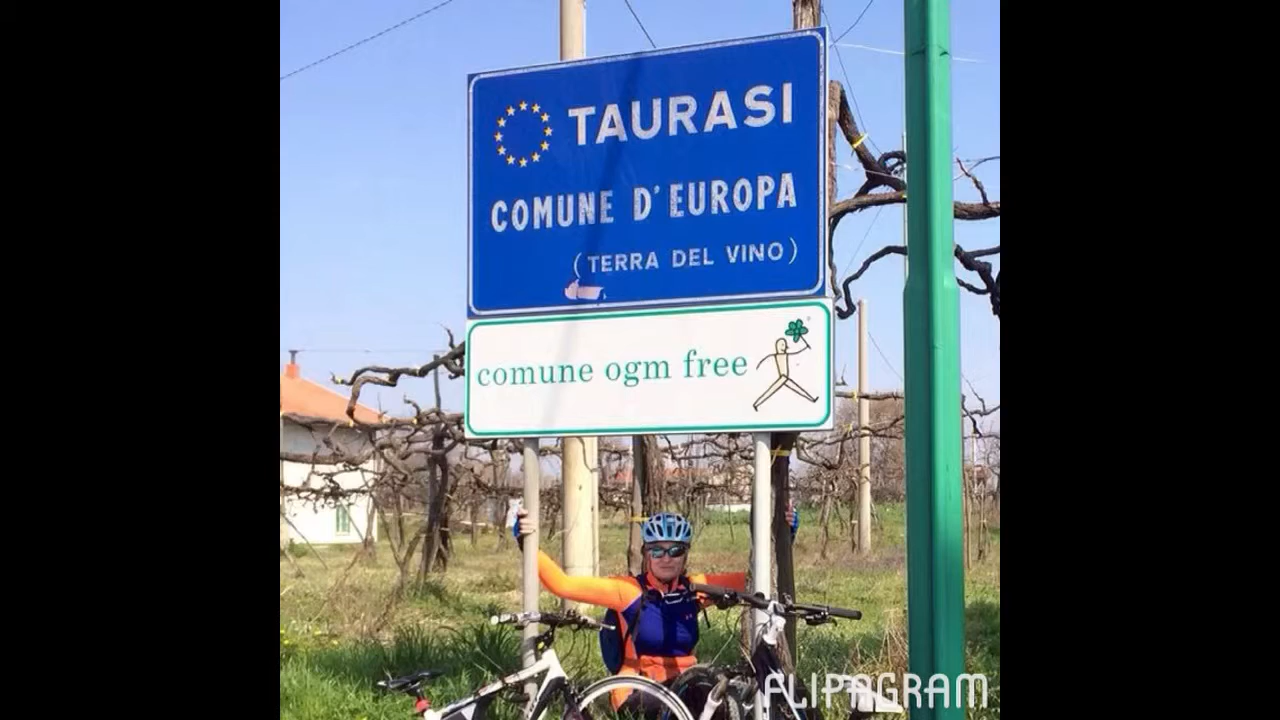 TAURASI
COMUNE D'EUROPA
(TERRA DEL VINO)
comune ogm free
FLIPAGRAM